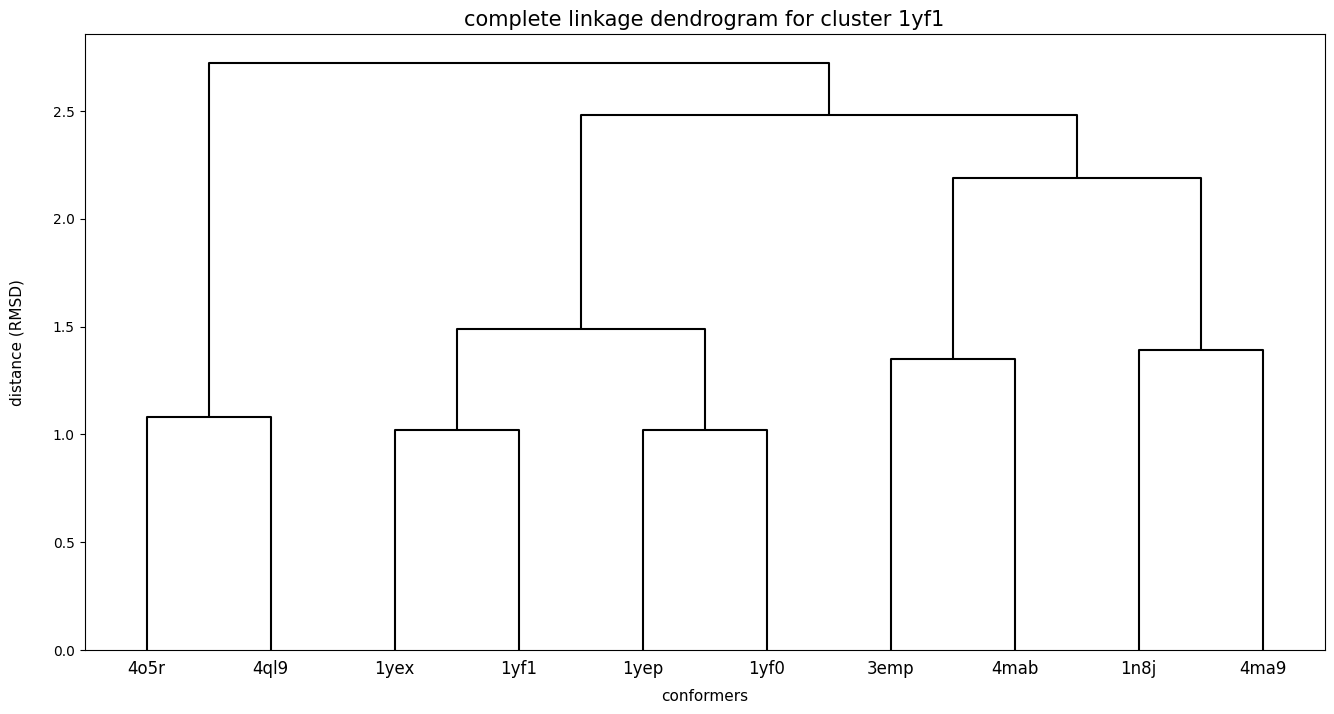 complete linkage dendrogram for cluster 1yf1
2.5
2.0
1.5
1.0
0.5
0.0
distance (RMSD)
4o5r 4ql9 1yex 1yf1 1yep 1yf0 3emp 4mab 1n8j 4ma9
conformers